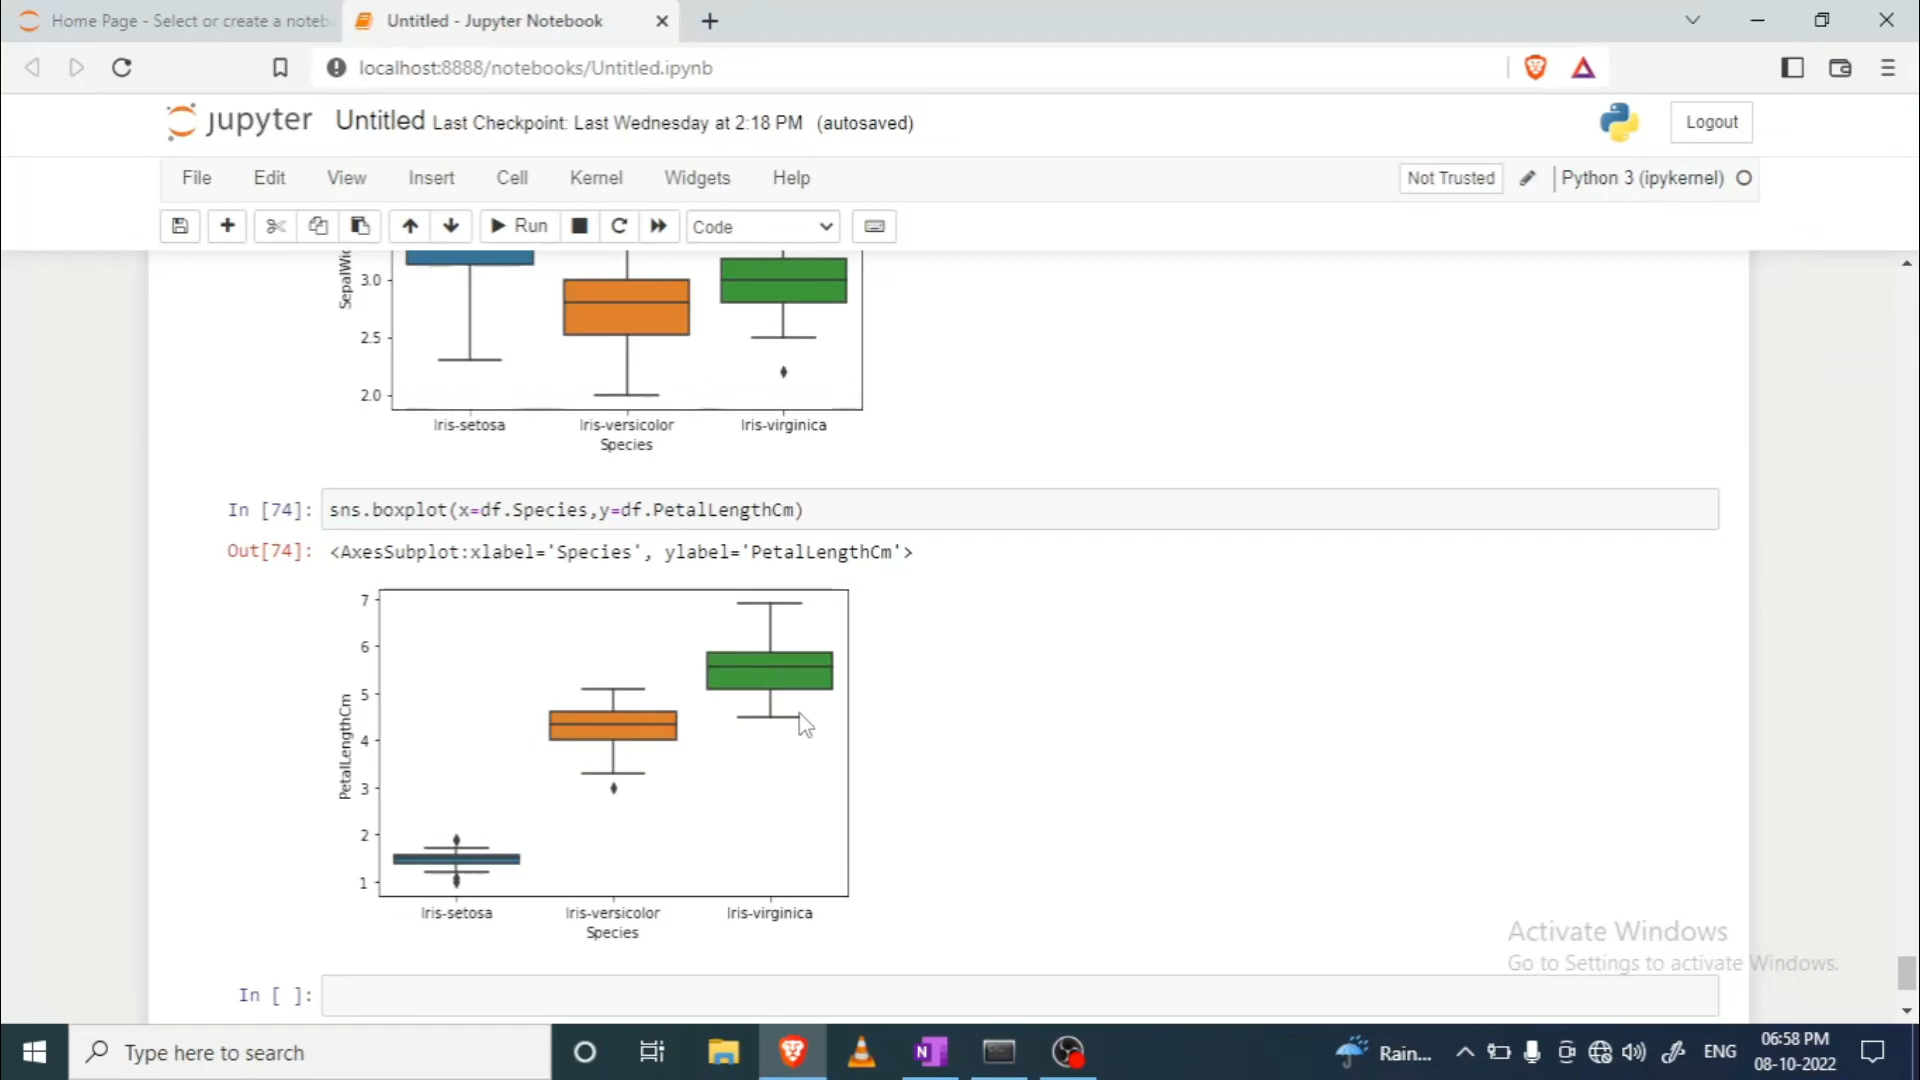 Home Page - Select or create a noteb
Untitled - Jupyter Notebook
localhost:8888/notebooks/Untitled.ipynb
jupyter Untitled Last Checkpoint: Last Wednesday at 2:18 PM (autosaved)
Logout
File Edit View Insert Cell Kernel Widgets Help
Not Trusted Python 3 (ipykernel)
Run Code
SepalWid
3.0
2.5
2.0
Iris-setosa Iris-versicolor Iris-virginica
Species
In [74]: sns.boxplot(x=df.Species,y=df.PetalLengthCm)
Out[74]: <AxesSubplot:xlabel='Species', ylabel='PetalLengthCm'>
PetalLengthCm
7
6
5
4
3
2
1
Iris-setosa Iris-versicolor Iris-virginica
Species
Activate Windows
Go to Settings to activate Windows.
In [ ]:
Type here to search
N
Rain...
ENG
06:58 PM
08-10-2022